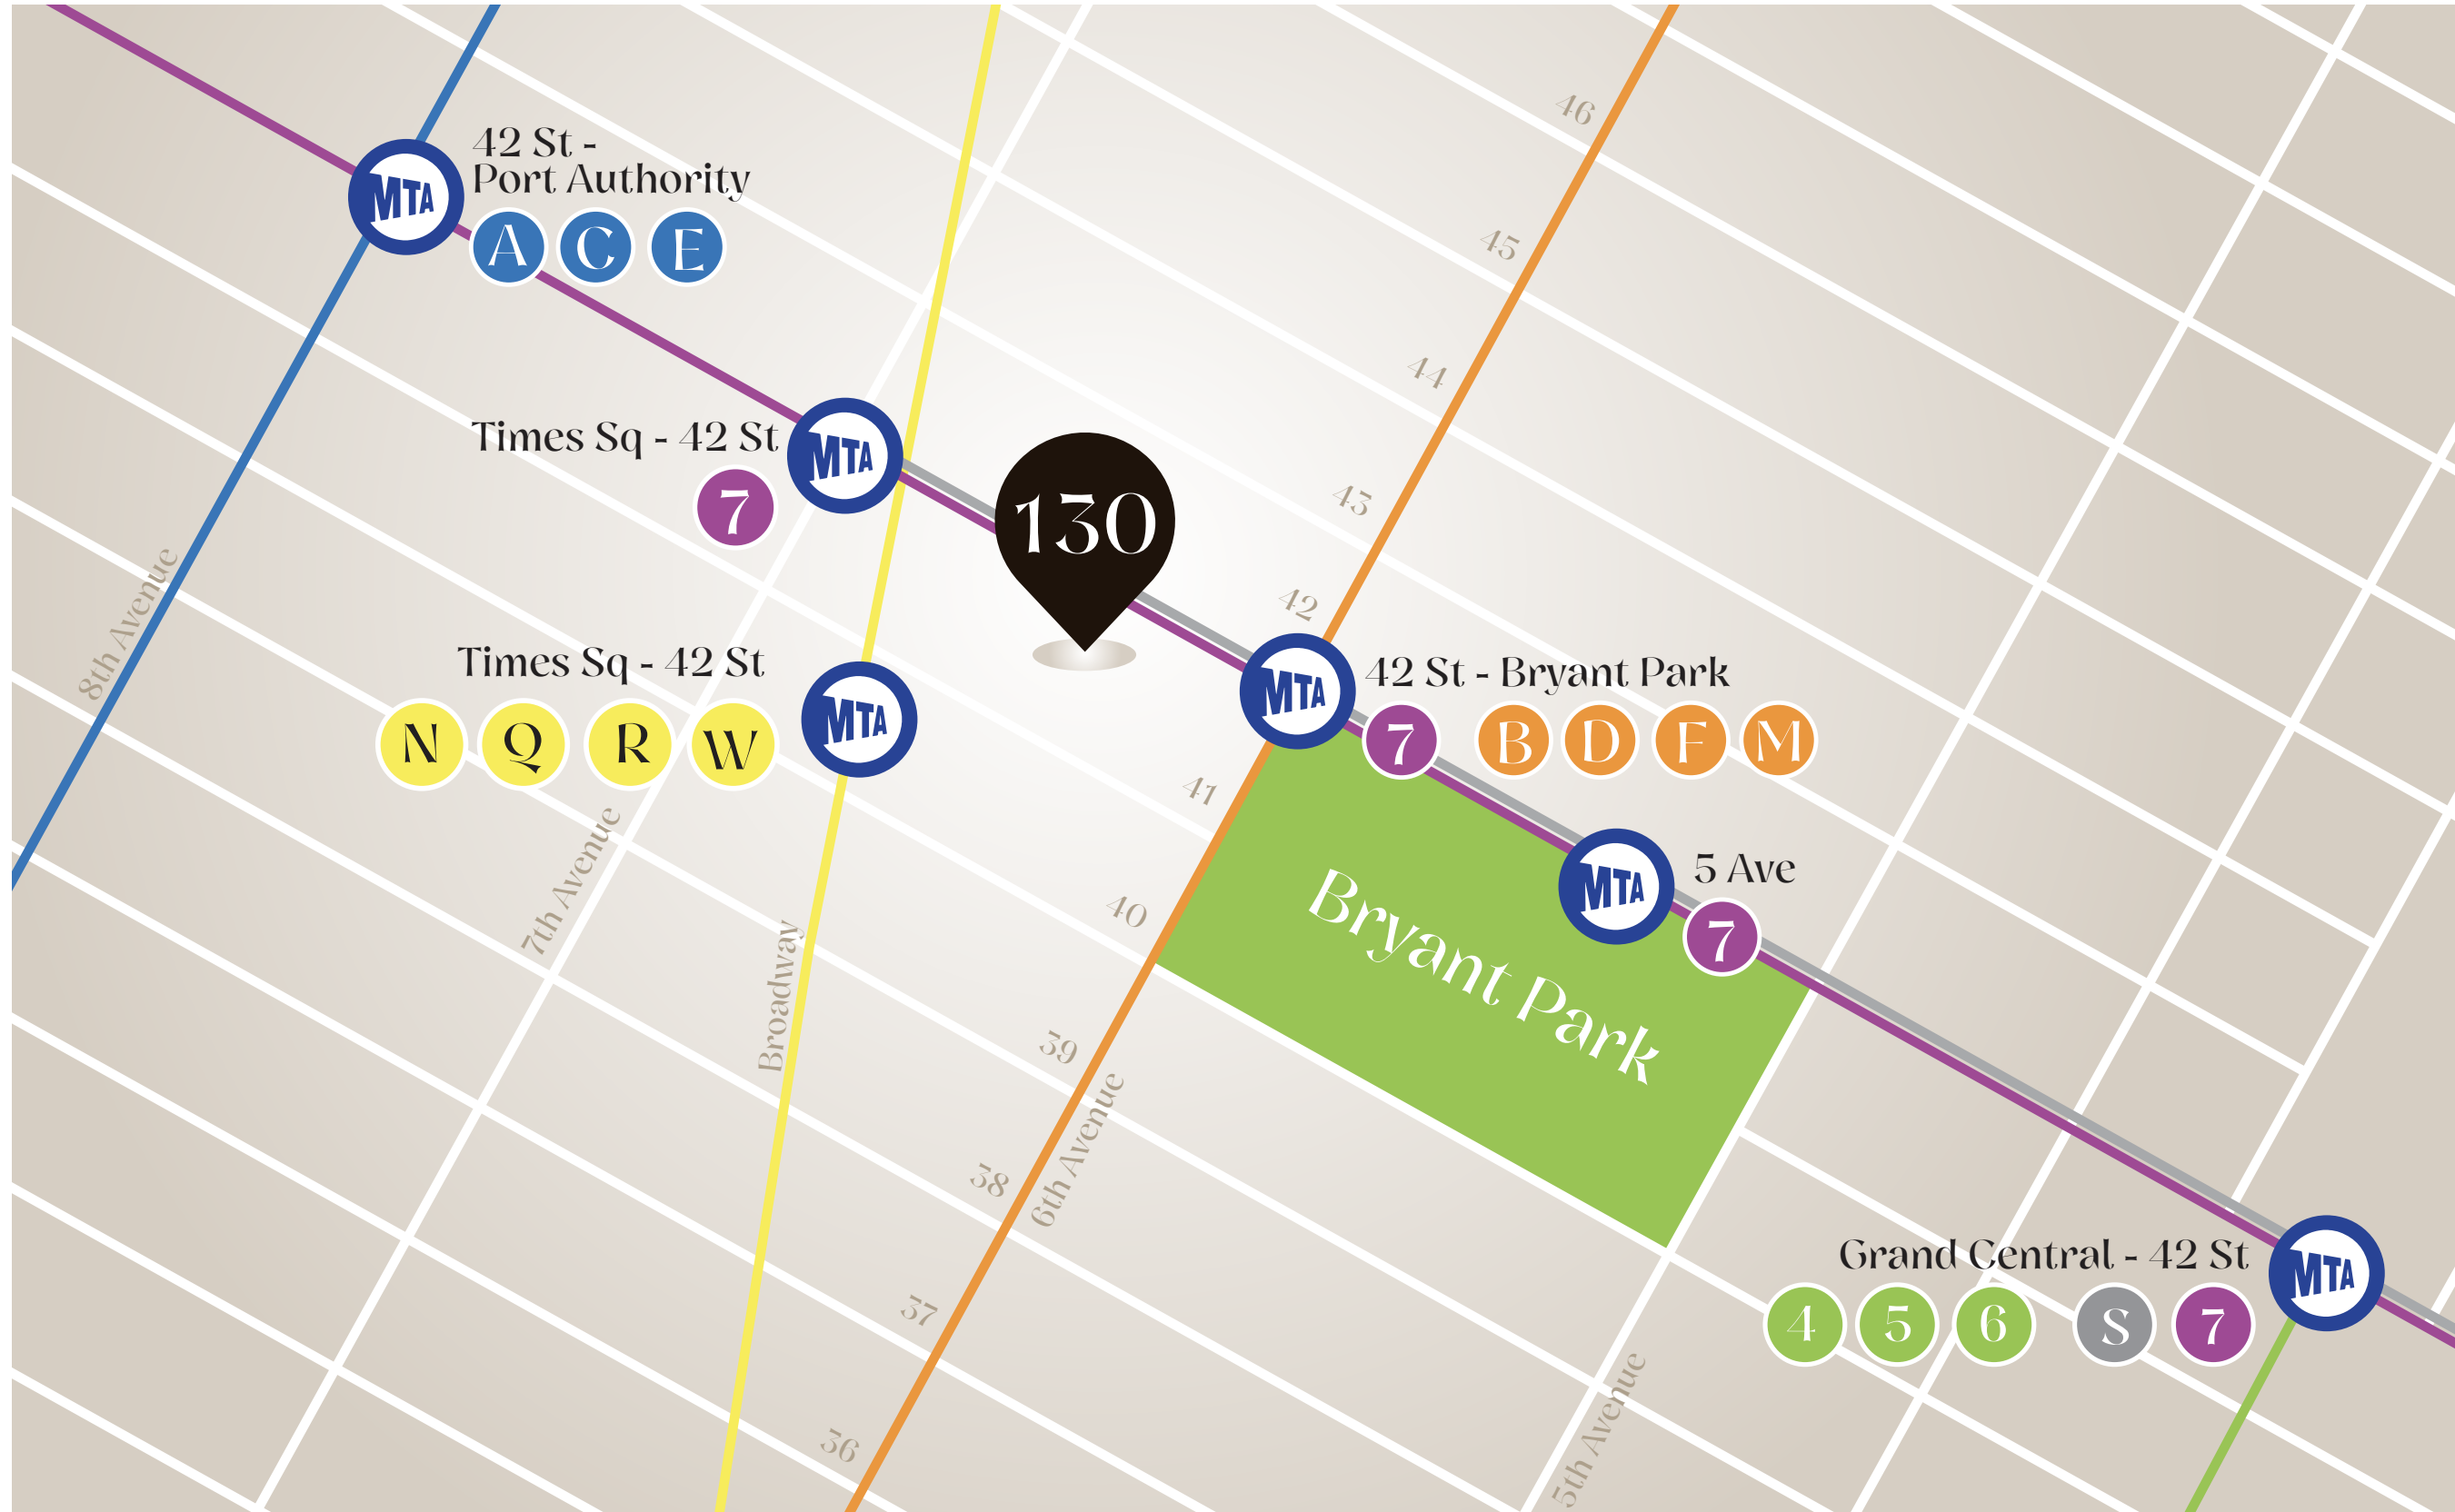 46
42 St -
Port Authority
MTA
A C E
45
44
Times Sq - 42 St
MTA
7
43
130
42
8th Avenue
Times Sq - 42 St
MTA
N Q R W
MTA
42 St - Bryant Park
7 B D F M
41
5 Ave
MTA
7
7th Avenue
40
Bryant Park
Broadway
39
6th Avenue
38
Grand Central - 42 St
MTA
4 5 6 S 7
37
5th Avenue
36